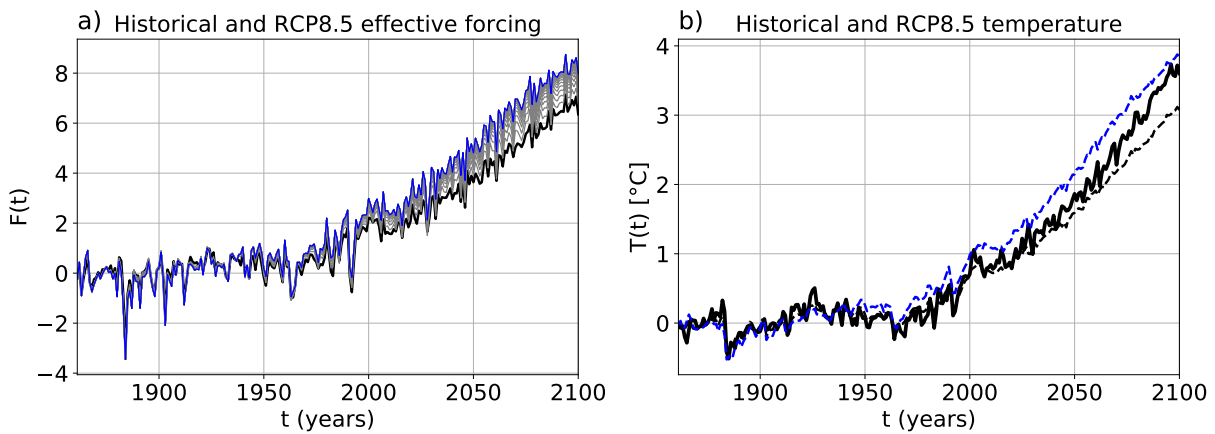 a) Historical and RCP8.5 effective forcing
F(t)
8
6
4
2
0
−2
−4
1900 1950 2000 2050 2100
t (years)
b) Historical and RCP8.5 temperature
T(t) [°C]
4
3
2
1
0
1900 1950 2000 2050 2100
t (years)